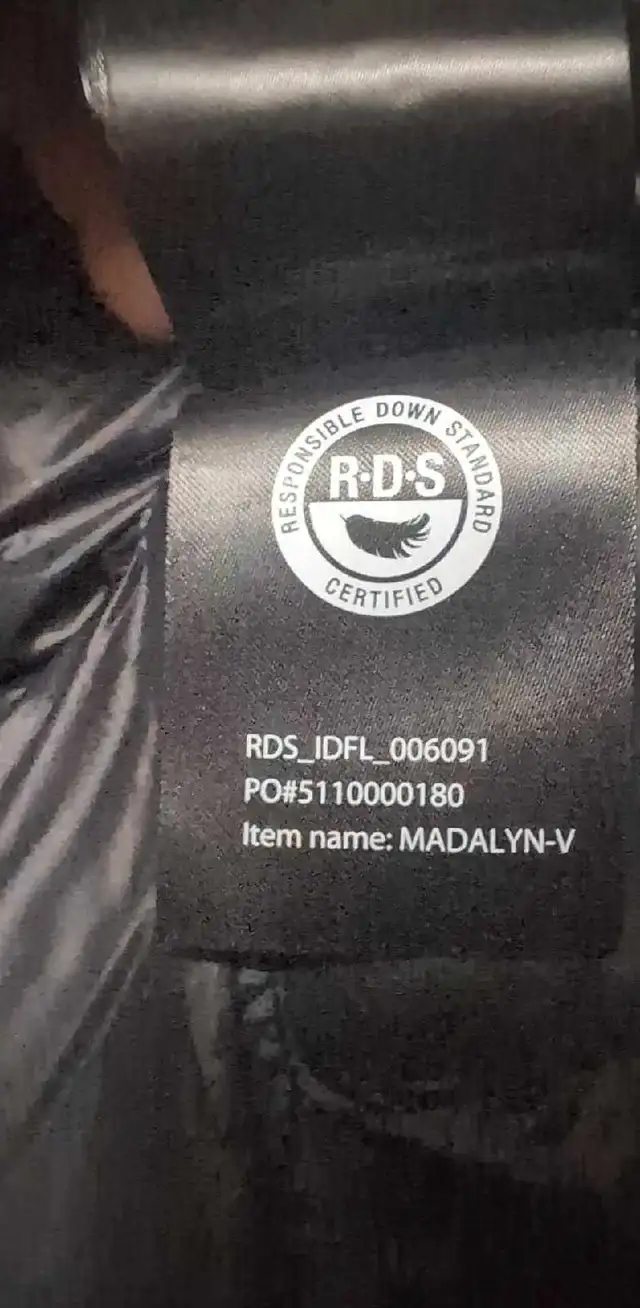 RESPONSIBLE DOWN STANDARD
R·D·S
CERTIFIED
RDS_IDFL_006091
PO#5110000180
Item name: MADALYN-V